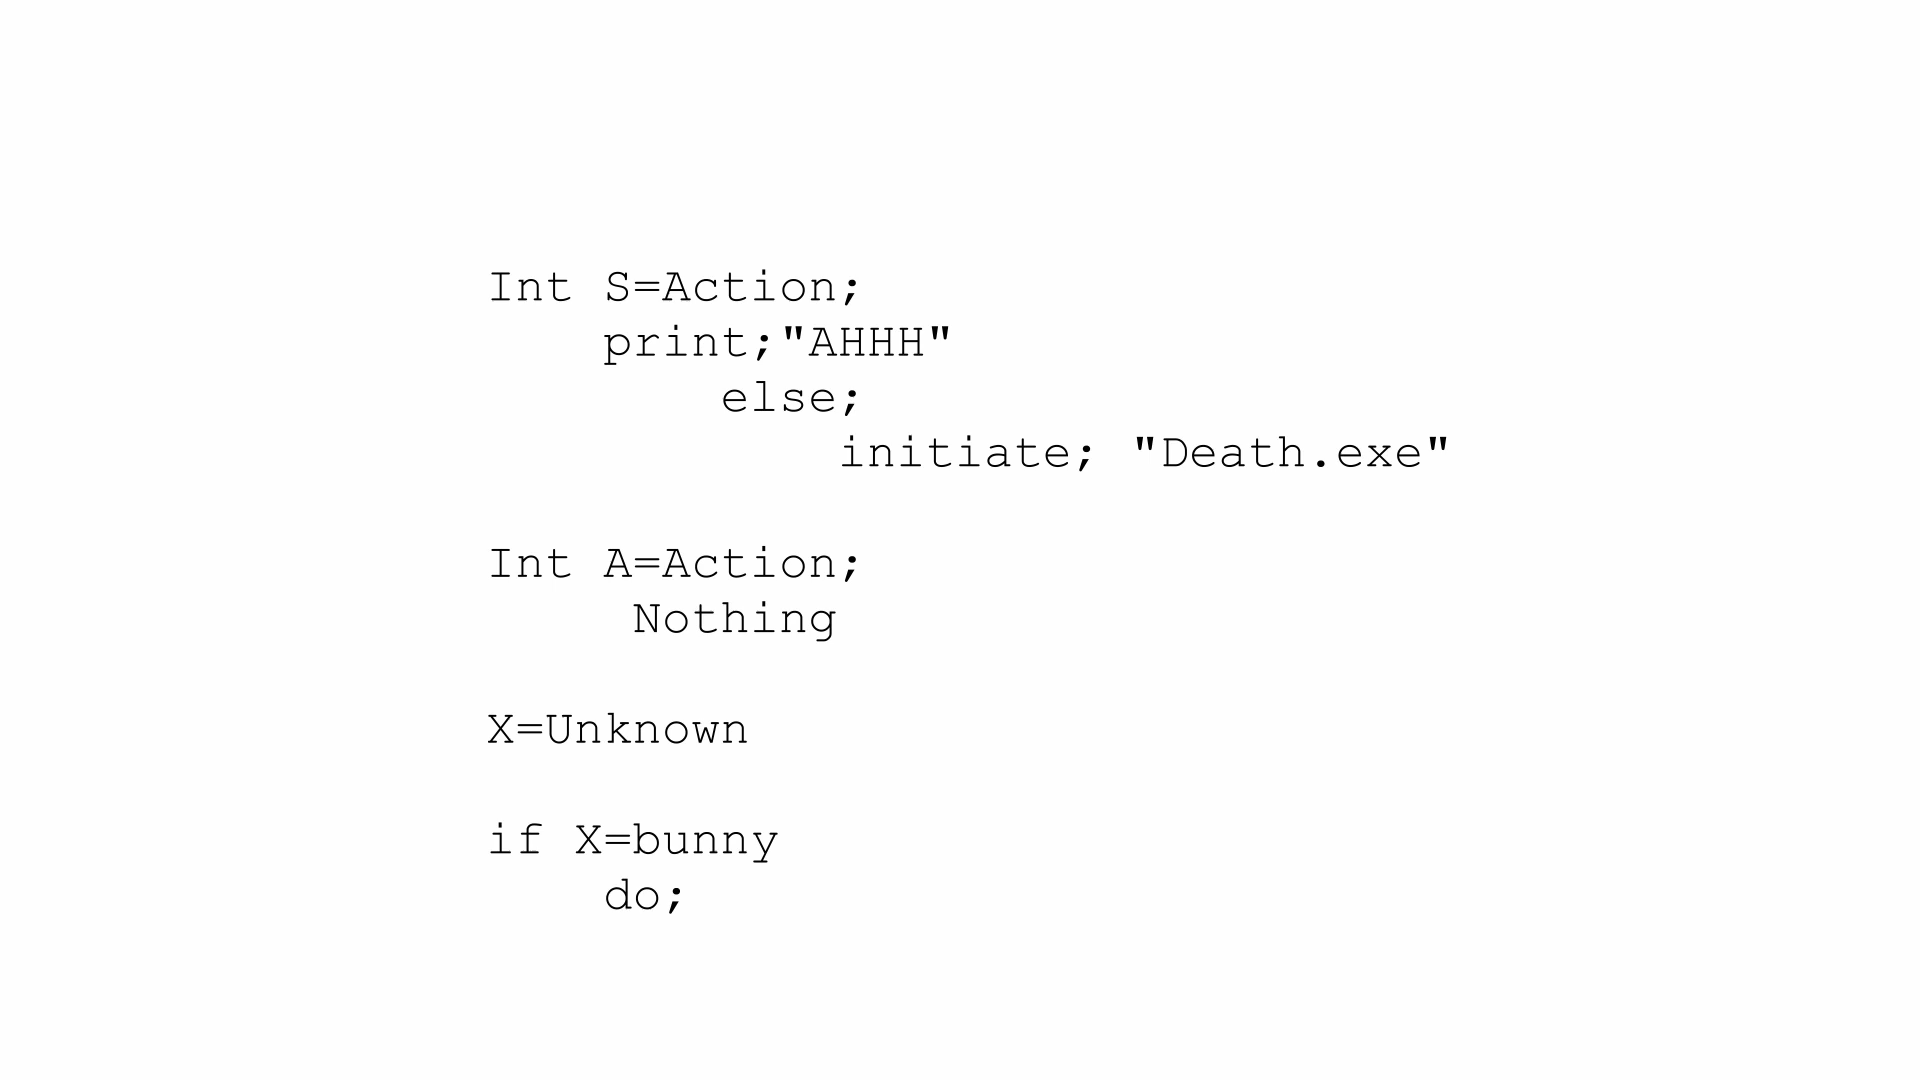 Int S=Action;
print;"AHHH"
else;
initiate; "Death.exe"
Int A=Action;
Nothing
X=Unknown
if X=bunny
do;